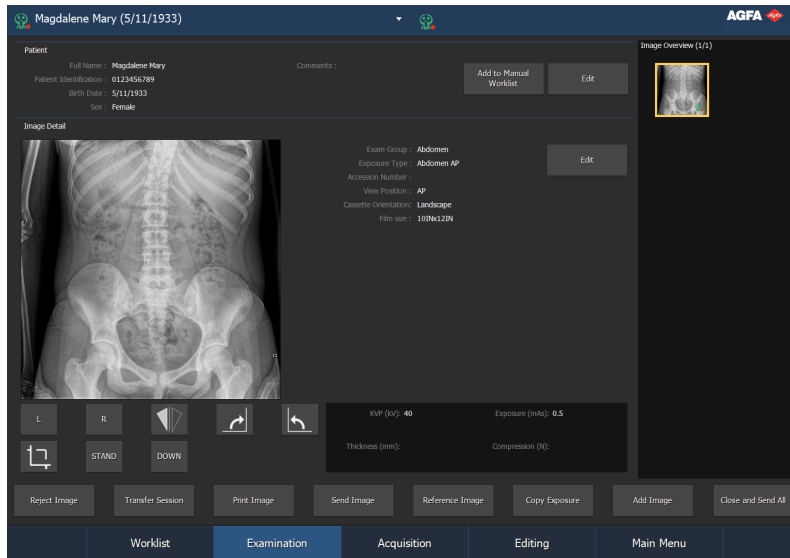 Magdalene Mary (5/11/1933)
AGFA
Patient
Full Name : Magdalene Mary
Patient Identification : 0123456789
Birth Date : 5/11/1933
Sex : Female
Comments :
Add to Manual
Worklist
Edit
Image Overview (1/1)
Image Detail
Exam Group : Abdomen
Exposure Type : Abdomen AP
Accession Number :
View Position : AP
Cassette Orientation: Landscape
Film size : 10INx12IN
Edit
L
R
STAND
DOWN
KVP (kV): 40
Exposure (mAs): 0.5
Thickness (mm):
Compression (N):
Reject Image
Transfer Session
Print Image
Send Image
Reference Image
Copy Exposure
Add Image
Close and Send All
Worklist
Examination
Acquisition
Editing
Main Menu